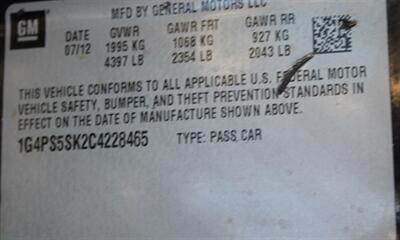 MFD BY GENERAL MOTORS LLC
GM
DATE GVWR GAWR FRT GAWR RR
07/12 1995 KG 1068 KG 927 KG
4397 LB 2354 LB 2043 LB
THIS VEHICLE CONFORMS TO ALL APPLICABLE U.S. FEDERAL MOTOR
VEHICLE SAFETY, BUMPER, AND THEFT PREVENTION STANDARDS IN
EFFECT ON THE DATE OF MANUFACTURE SHOWN ABOVE.
1G4PS5SK2C4228465 TYPE: PASS CAR